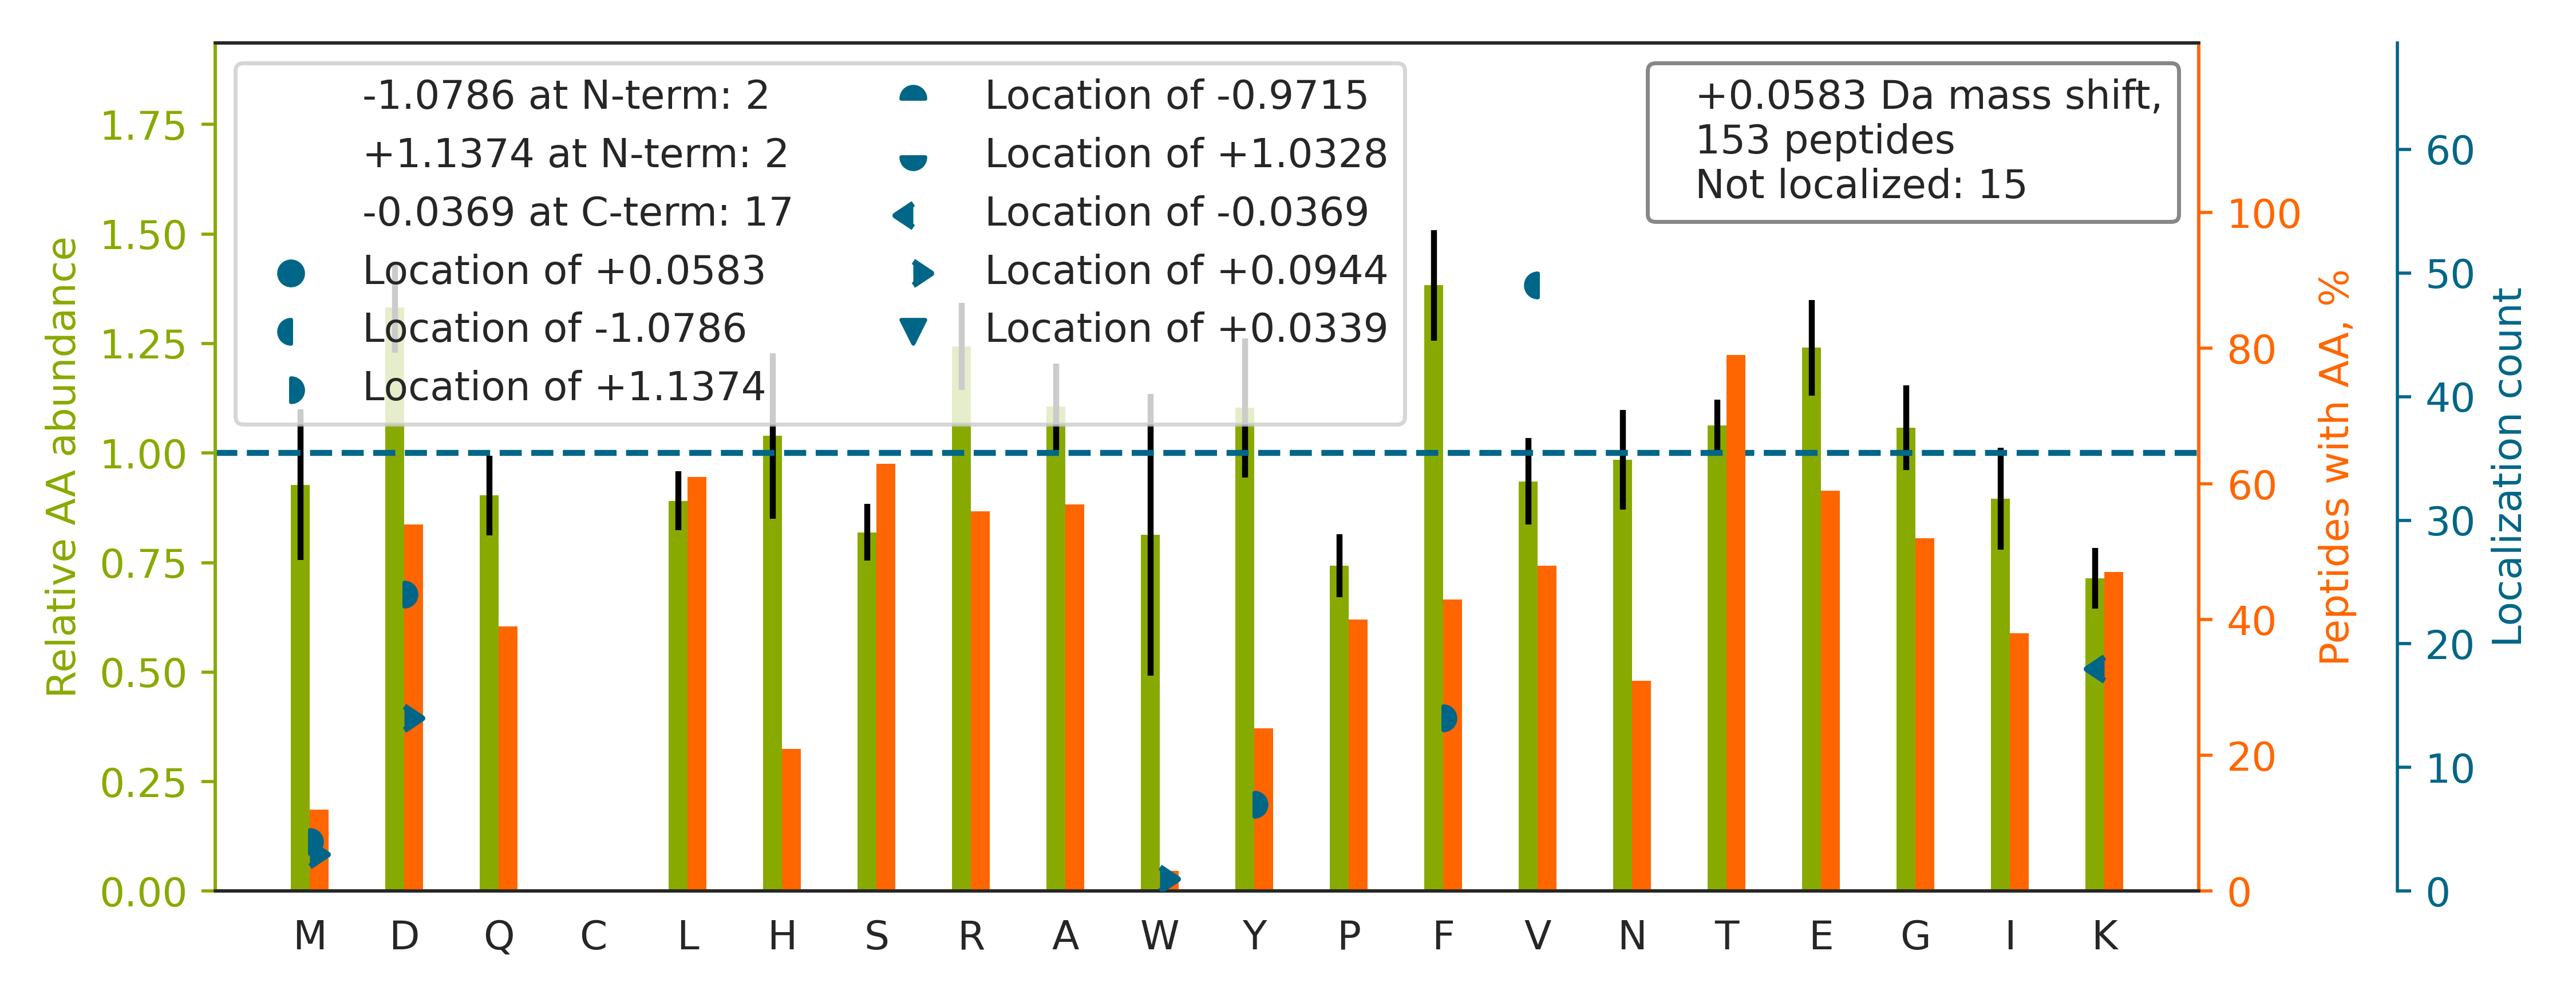 -1.0786 at N-term: 2
+1.1374 at N-term: 2
-0.0369 at C-term: 17
Location of +0.0583
Location of -1.0786
Location of +1.1374
Location of -0.9715
Location of +1.0328
Location of -0.0369
Location of +0.0944
Location of +0.0339
+0.0583 Da mass shift,
153 peptides
Not localized: 15
Relative AA abundance
1.75
1.50
1.25
1.00
0.75
0.50
0.25
0.00
M D Q C L H S R A W Y P F V N T E G I K
100
80
60
40
20
0
Peptides with AA, %
60
50
40
30
20
10
0
Localization count